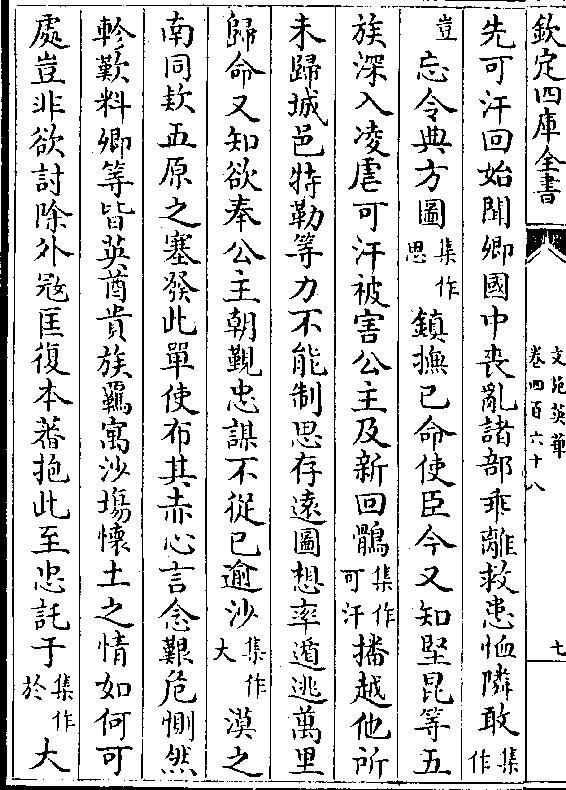 欽定四庫全書
文苑英華
卷四百六十八
七
先可汗回始聞卿國中喪亂諸部乖離救患恤隣敢集作
豈忘令典方圖集作思鎮撫已命使臣今又知堅昆等五
族深入凌虐可汗被害公主及新回鶻集作可汗播越他所
未歸城邑特勒等力不能制思存遠圖想率遁逃萬里
歸命又知欲奉公主朝覲忠謀不從已逾沙集作大漠之
南同欵五原之塞發此單使布其赤心言念艱危惻然
軫歎料卿等皆英酋貴族羈寓沙塲懷土之情如何可
處豈非欲討除外寇匡復本蕃抱此至忠託于集作於大